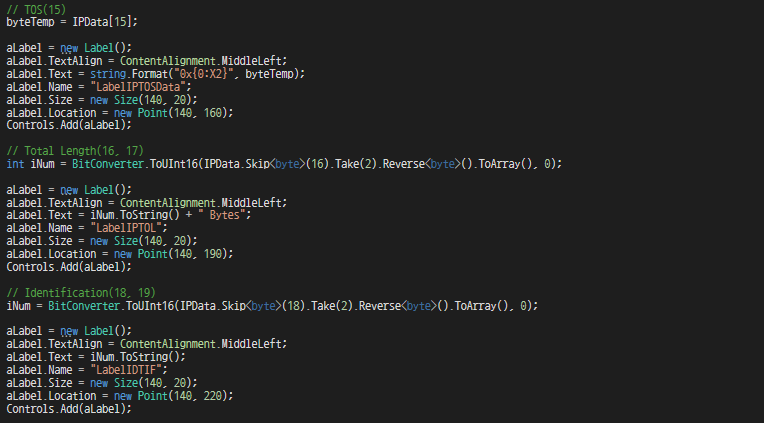 // TOS(15)
byteTemp = IPData[15];

aLabel = new Label();
aLabel.TextAlign = ContentAlignment.MiddleLeft;
aLabel.Text = string.Format("0x{0:X2}", byteTemp);
aLabel.Name = "LabelIPTOSData";
aLabel.Size = new Size(140, 20);
aLabel.Location = new Point(140, 160);
Controls.Add(aLabel);

// Total Length(16, 17)
int iNum = BitConverter.ToUInt16(IPData.Skip<byte>(16).Take(2).Reverse<byte>().ToArray(), 0);

aLabel = new Label();
aLabel.TextAlign = ContentAlignment.MiddleLeft;
aLabel.Text = iNum.ToString() + " Bytes";
aLabel.Name = "LabelIPTOL";
aLabel.Size = new Size(140, 20);
aLabel.Location = new Point(140, 190);
Controls.Add(aLabel);

// Identification(18, 19)
iNum = BitConverter.ToUInt16(IPData.Skip<byte>(18).Take(2).Reverse<byte>().ToArray(), 0);

aLabel = new Label();
aLabel.TextAlign = ContentAlignment.MiddleLeft;
aLabel.Text = iNum.ToString();
aLabel.Name = "LabelIDTIF";
aLabel.Size = new Size(140, 20);
aLabel.Location = new Point(140, 220);
Controls.Add(aLabel);